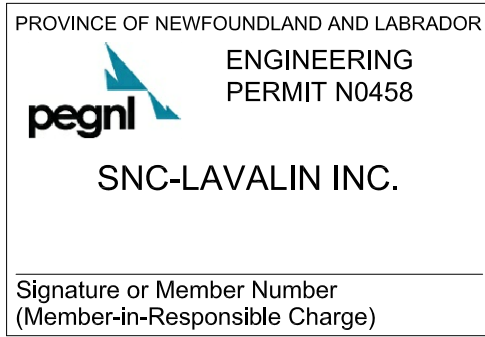 PROVINCE OF NEWFOUNDLAND AND LABRADOR
pegnl
ENGINEERING
PERMIT N0458
SNC-LAVALIN INC.
Signature or Member Number
(Member-in-Responsible Charge)